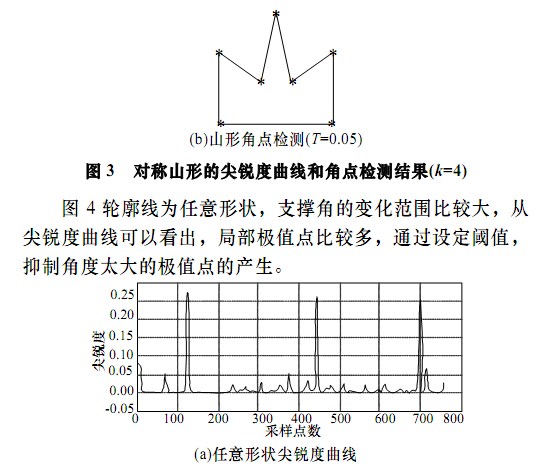 (b)山形角点检测(T=0.05)
图 3 对称山形的尖锐度曲线和角点检测结果(k=4)
图 4 轮廓线为任意形状，支撑角的变化范围比较大，从
尖锐度曲线可以看出，局部极值点比较多，通过设定阈值，
抑制角度太大的极值点的产生。
尖锐度
0.25
0.20
0.15
0.10
0.05
0.00
-0.05
0 100 200 300 400 500 600 700 800
采样点数
(a)任意形状尖锐度曲线